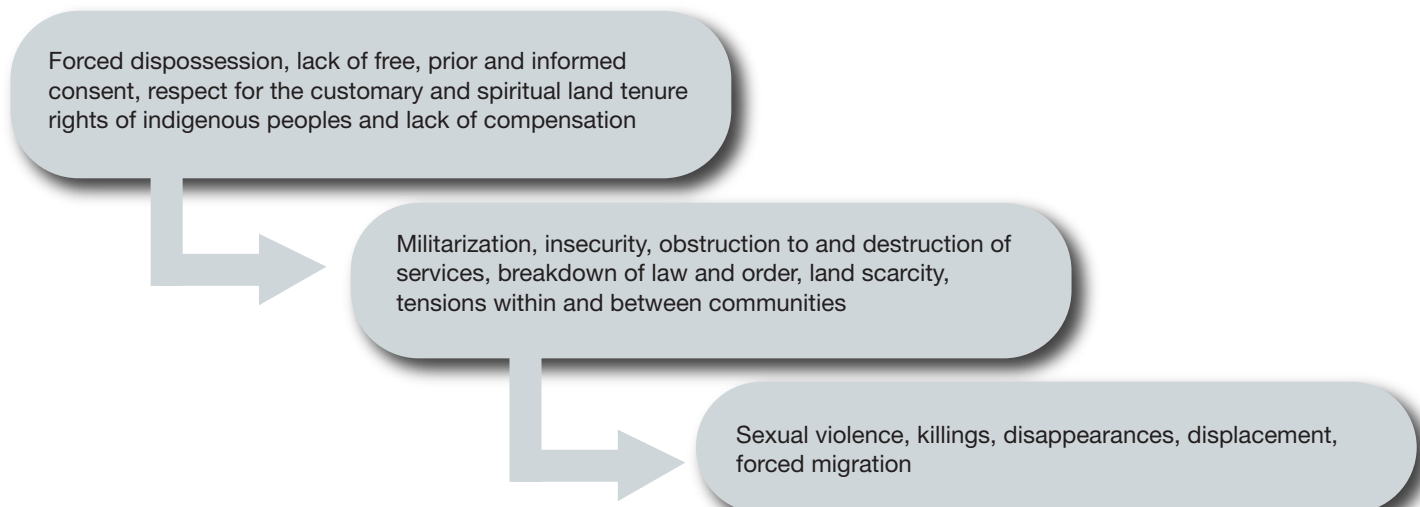 Forced dispossession, lack of free, prior and informed
consent, respect for the customary and spiritual land tenure
rights of indigenous peoples and lack of compensation
Militarization, insecurity, obstruction to and destruction of
services, breakdown of law and order, land scarcity,
tensions within and between communities
Sexual violence, killings, disappearances, displacement,
forced migration